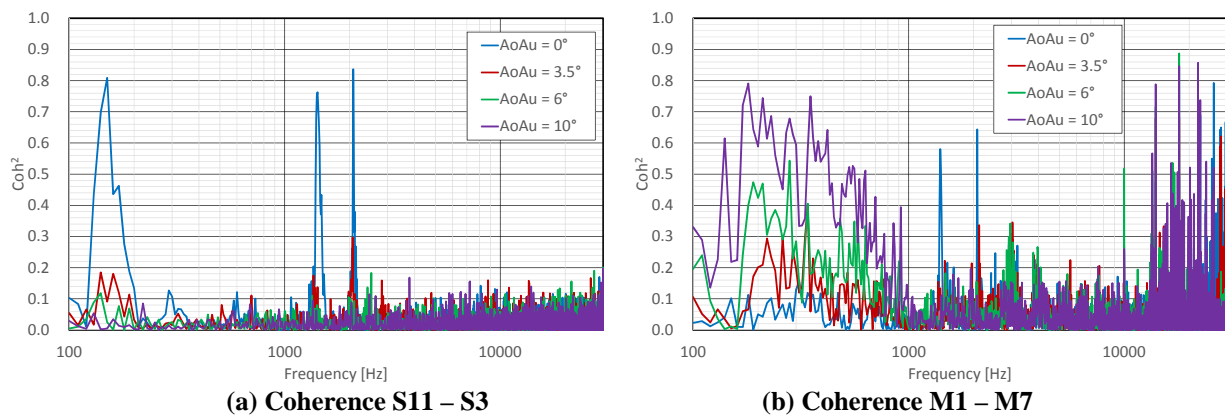 1.0
0.9
0.8
0.7
0.6
0.5
0.4
0.3
0.2
0.1
0.0
Coh²
100
1000
10000
Frequency [Hz]
AoAu = 0°
AoAu = 3.5°
AoAu = 6°
AoAu = 10°
(a) Coherence S11 – S3
1.0
0.9
0.8
0.7
0.6
0.5
0.4
0.3
0.2
0.1
0.0
Coh²
100
1000
10000
Frequency [Hz]
AoAu = 0°
AoAu = 3.5°
AoAu = 6°
AoAu = 10°
(b) Coherence M1 – M7